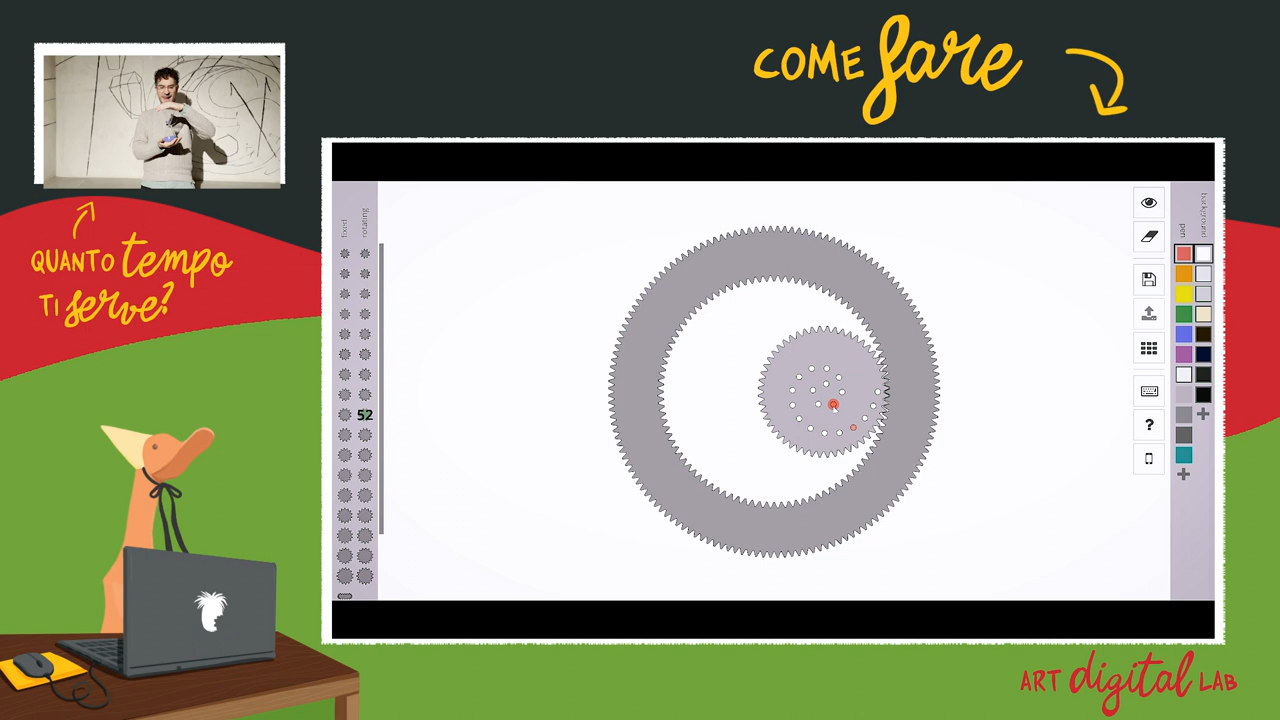 COME fare
QUANTO tempo
TI serve?
fixed
rotating
52
background
pen
?
ART digital LAB